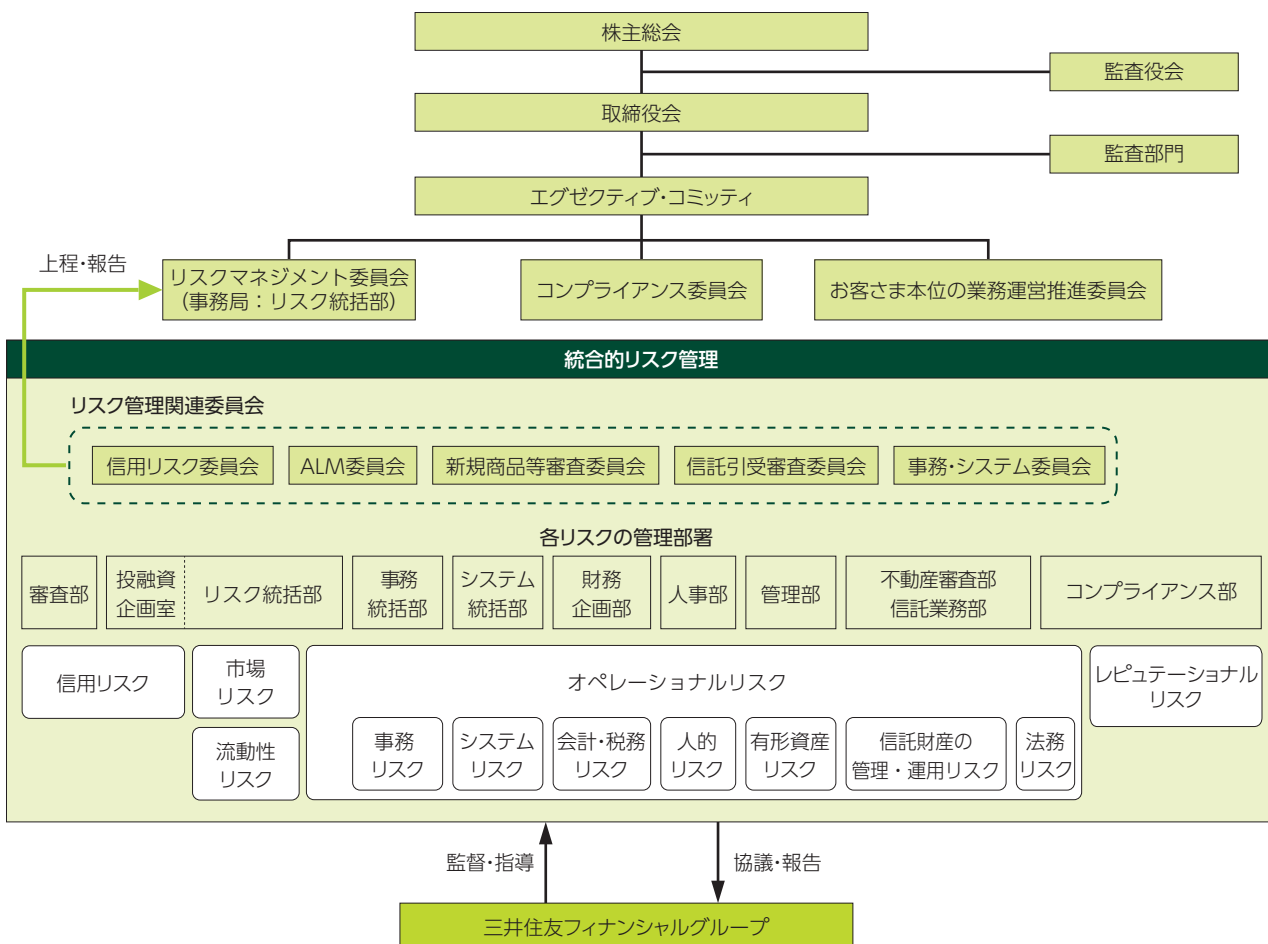 株主総会
監査役会
取締役会
監査部門
エグゼクティブ・コミッティ
上程・報告
リスクマネジメント委員会
(事務局：リスク統括部)
コンプライアンス委員会
お客さま本位の業務運営推進委員会
統合的リスク管理
リスク管理関連委員会
信用リスク委員会
ALM委員会
新規商品等審査委員会
信託引受審査委員会
事務・システム委員会
各リスクの管理部署
審査部
投融資
企画室
リスク統括部
事務
統括部
システム
統括部
財務
企画部
人事部
管理部
不動産審査部
信託業務部
コンプライアンス部
信用リスク
市場
リスク
流動性
リスク
オペレーショナルリスク
事務
リスク
システム
リスク
会計・税務
リスク
人的
リスク
有形資産
リスク
信託財産の
管理・運用リスク
法務
リスク
レピュテーショナル
リスク
監督・指導
協議・報告
三井住友フィナンシャルグループ